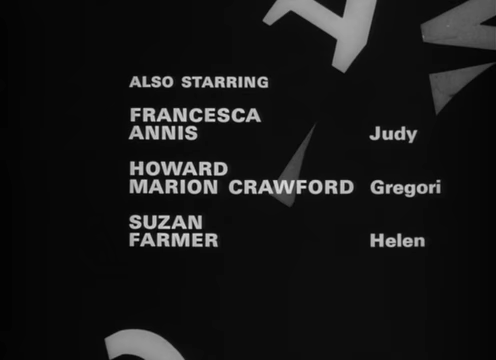 ALSO STARRING
FRANCESCA
ANNIS Judy
HOWARD
MARION CRAWFORD Gregori
SUZAN
FARMER Helen